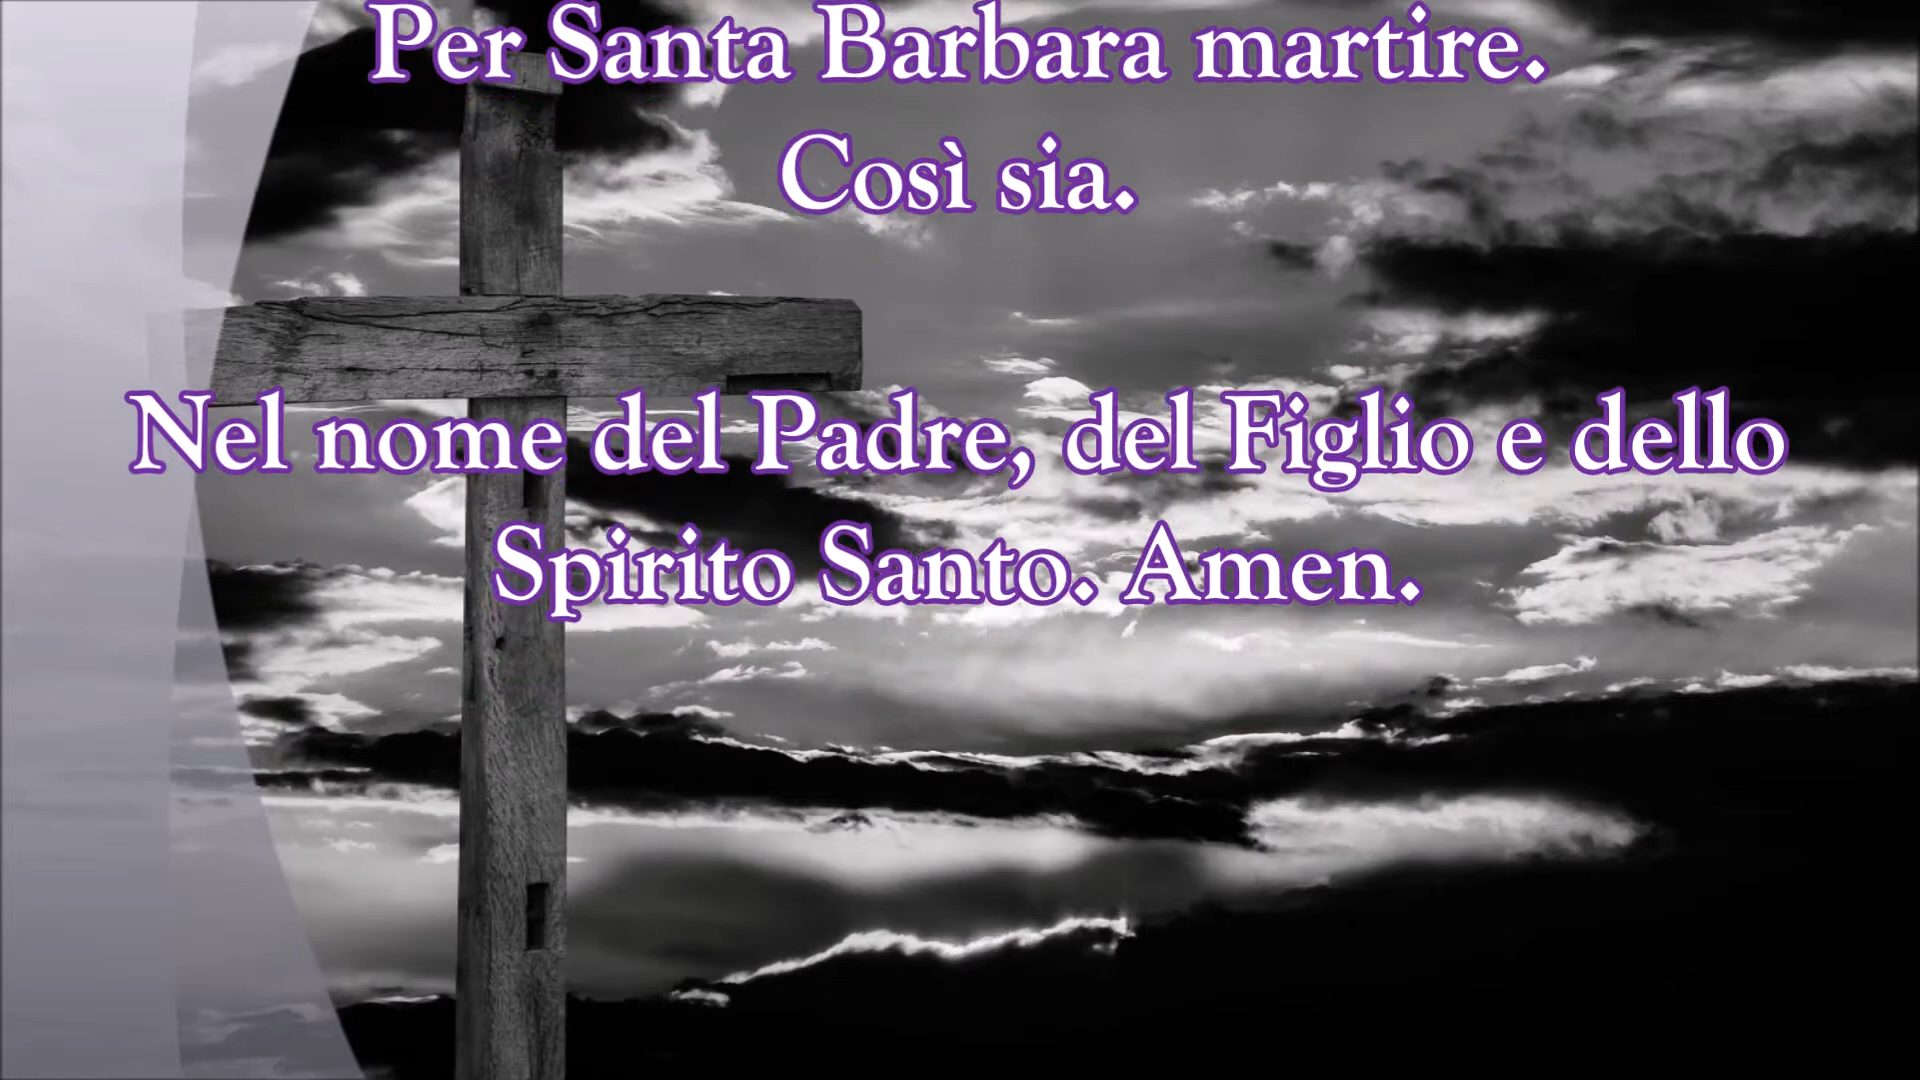 Per Santa Barbara martire.
Così sia.
Nel nome del Padre, del Figlio e dello
Spirito Santo. Amen.